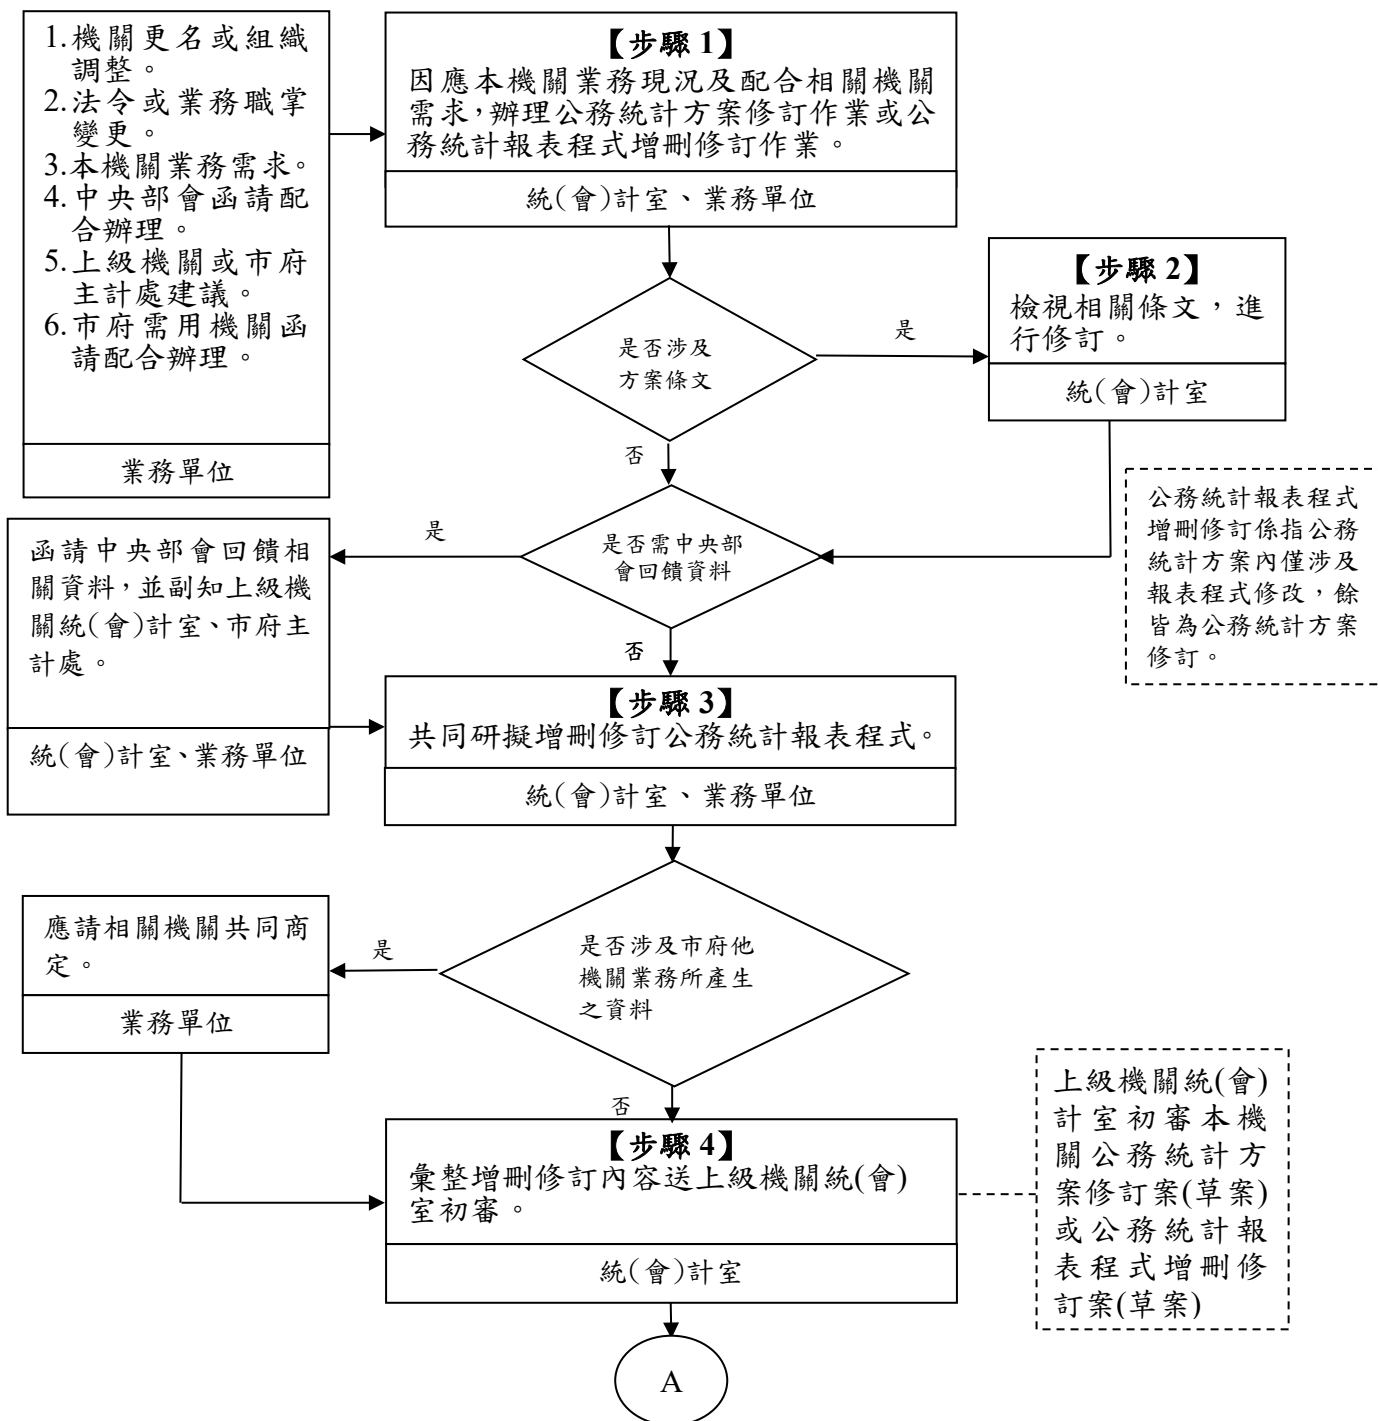 1.機關更名或組織
調整。
2.法令或業務職掌
變更。
3.本機關業務需求。
4.中央部會函請配
合辦理。
5.上級機關或市府
主計處建議。
6.市府需用機關函
請配合辦理。
業務單位
【步驟 1】
因應本機關業務現況及配合相關機關
需求，辦理公務統計方案修訂作業或公
務統計報表程式增刪修訂作業。
統(會)計室、業務單位
是否涉及
方案條文
是
【步驟 2】
檢視相關條文，進
行修訂。
統(會)計室
否
公務統計報表程式
增刪修訂係指公務
統計方案內僅涉及
報表程式修改，餘
皆為公務統計方案
修訂。
是否需中央部
會回饋資料
是
函請中央部會回饋相
關資料，並副知上級機
關統(會)計室、市府主
計處。
統(會)計室、業務單位
否
【步驟 3】
共同研擬增刪修訂公務統計報表程式。
統(會)計室、業務單位
是否涉及市府他
機關業務所產生
之資料
是
應請相關機關共同商
定。
業務單位
否
【步驟 4】
彙整增刪修訂內容送上級機關統(會)
室初審。
統(會)計室
上級機關統(會)
計室初審本機
關公務統計方
案修訂案(草案)
或公務統計報
表程式增刪修
訂案(草案)
A